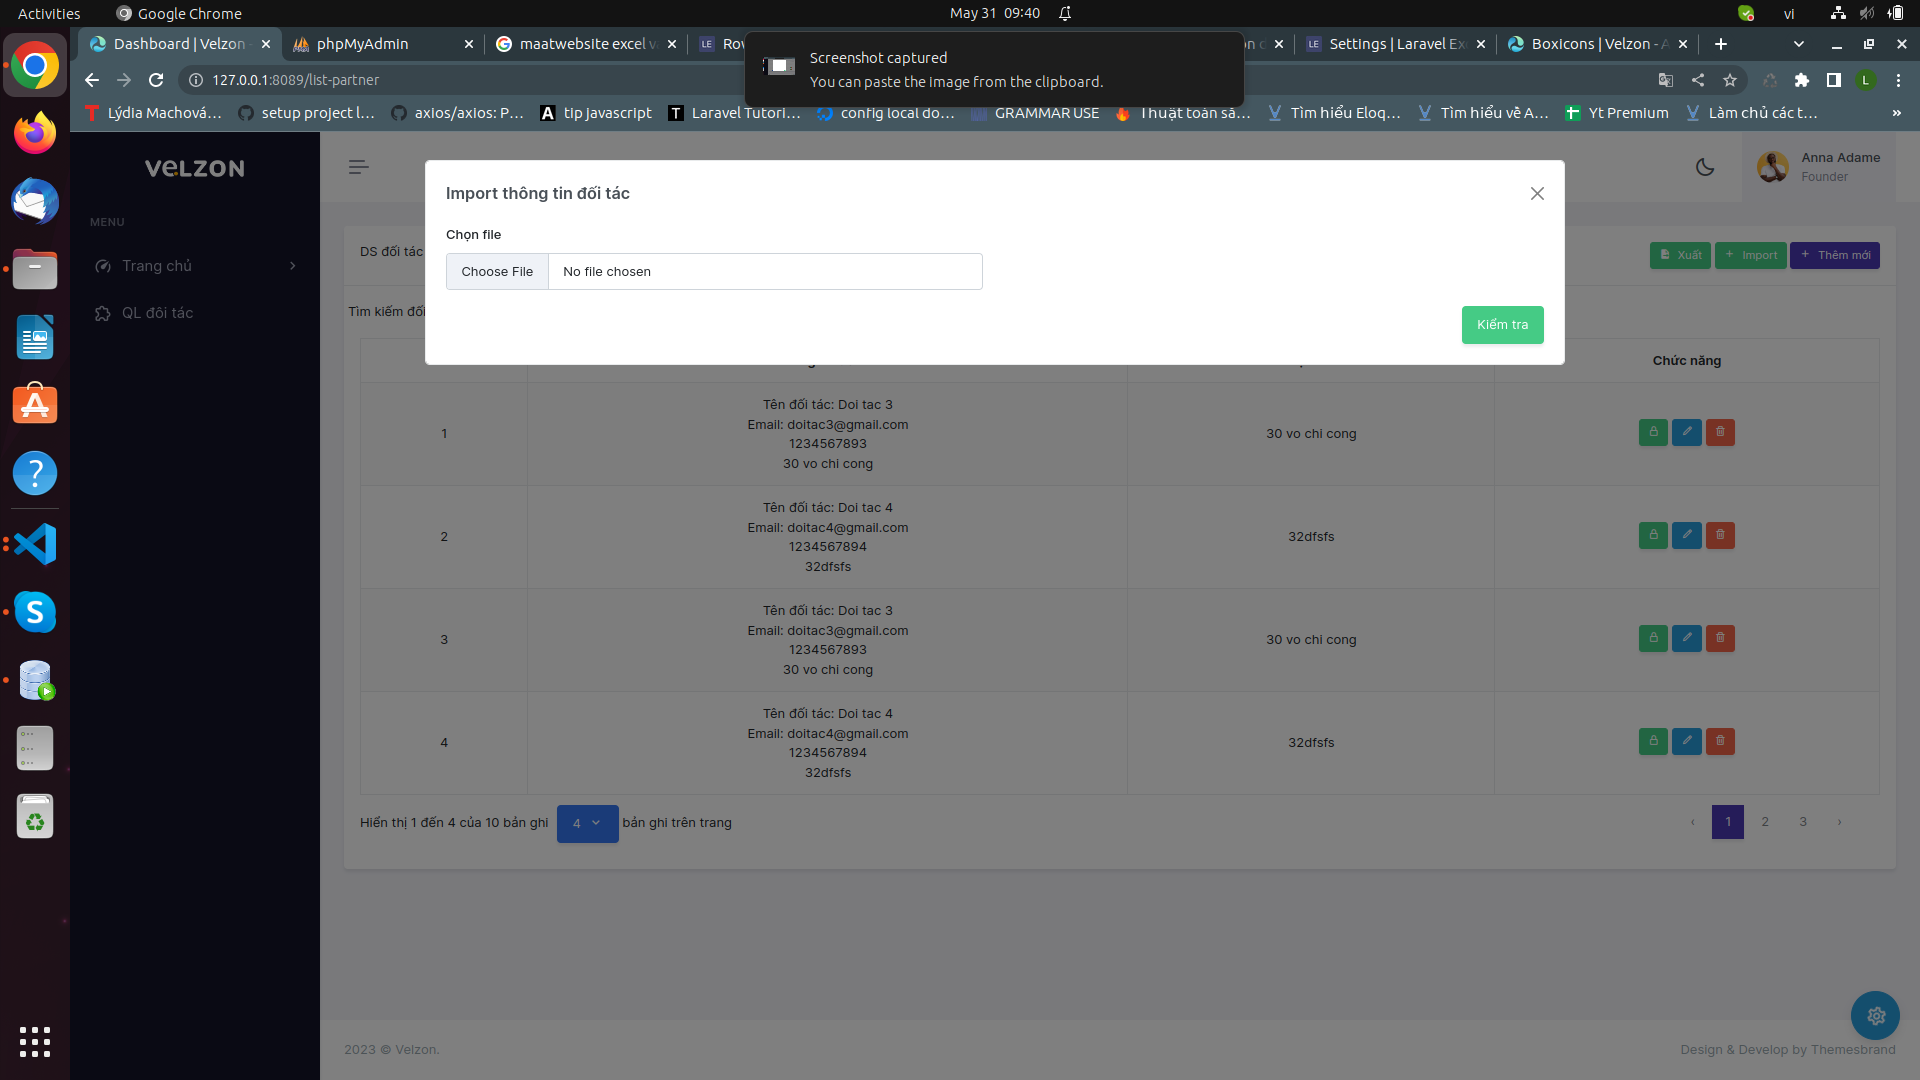 Activities
Google Chrome
May 31 09:40
vi
Dashboard | Velzon -
phpMyAdmin
maatwebsite excel v
LE
Screenshot captured
You can paste the image from the clipboard.
LE
Settings | Laravel Ex
Boxicons | Velzon - A
127.0.0.1:8089/list-partner
L
Lýdia Machová...
setup project l...
axios/axios: P...
tip javascript
Laravel Tutori...
config local do...
GRAMMAR USE
Thuật toán sắ...
Tìm hiểu Eloq...
Tìm hiểu về A...
Yt Premium
Làm chủ các t...
»
VELZON
MENU
Trang chủ
QL đôi tác
Anna Adame
Founder
Import thông tin đối tác
Chọn file
Choose File
No file chosen
Kiểm tra
DS đối tác
Xuất
+ Import
+ Thêm mới
Tìm kiếm đối
Chức năng
1
Tên đối tác: Doi tac 3
Email: doitac3@gmail.com
1234567893
30 vo chi cong
30 vo chi cong
2
Tên đối tác: Doi tac 4
Email: doitac4@gmail.com
1234567894
32dfsfs
32dfsfs
3
Tên đối tác: Doi tac 3
Email: doitac3@gmail.com
1234567893
30 vo chi cong
30 vo chi cong
4
Tên đối tác: Doi tac 4
Email: doitac4@gmail.com
1234567894
32dfsfs
32dfsfs
Hiển thị 1 đến 4 của 10 bản ghi
4
bản ghi trên trang
‹ 1 2 3 ›
2023 © Velzon.
Design & Develop by Themesbrand